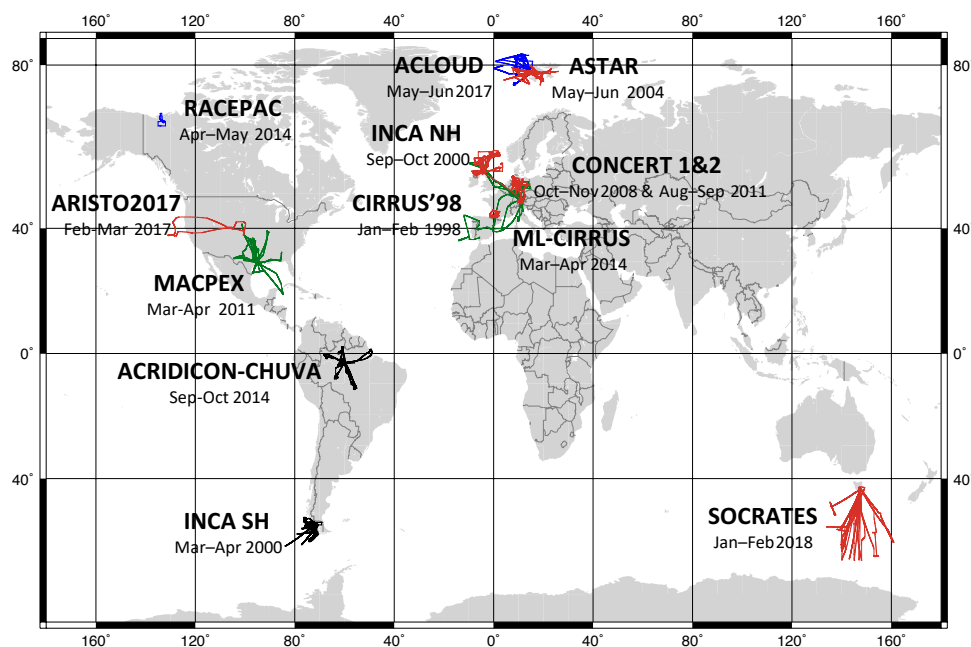 160 120 80 40 0° 40 80 120 160
80° 80°
ACLOUD
May–Jun 2017
ASTAR
May–Jun 2004
RACEPAC
Apr–May 2014
INCA NH
Sep–Oct 2000
CONCERT 1&2
Oct–Nov 2008 & Aug–Sep 2011
ARISTO2017
Feb-Mar 2017
CIRRUS’98
Jan–Feb 1998
40° 40°
ML-CIRRUS
Mar-Apr 2014
MACPEX
Mar-Apr 2011
0° 0°
ACRIDICON-CHUVA
Sep-Oct 2014
40° 40°
SOCRATES
Jan–Feb 2018
INCA SH
Mar–Apr 2000
160 120 80 40 0° 40 80 120 160